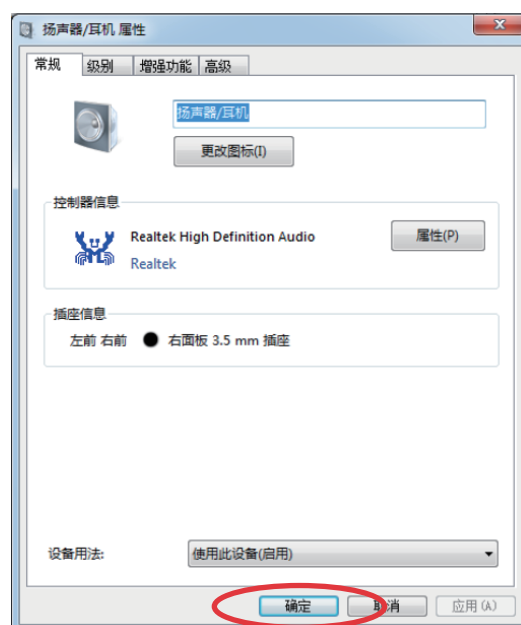 扬声器/耳机 属性
常规 级别 增强功能 高级
扬声器/耳机
更改图标(I)
控制器信息
Realtek High Definition Audio 属性(P)
Realtek
插座信息
左前 右前 右面板 3.5 mm 插座
设备用法: 使用此设备(启用)
确定 取消 应用(A)